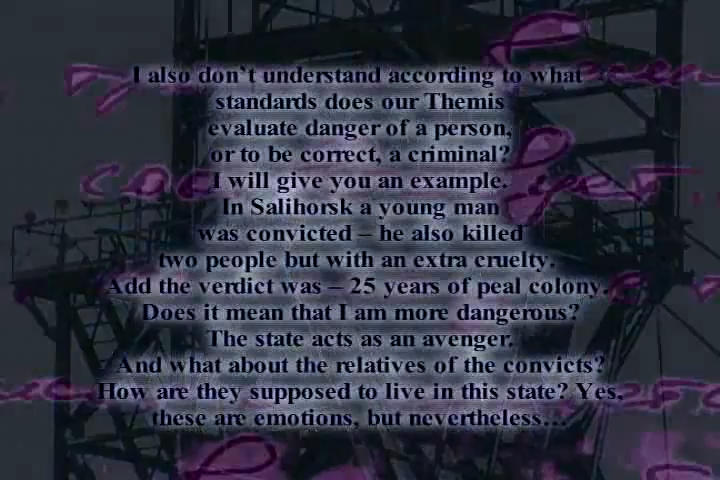 I also don't understand according to what
standards does our Themis
evaluate danger of a person,
or to be correct, a criminal?
I will give you an example.
In Salihorsk a young man
was convicted – he also killed
two people but with an extra cruelty.
Add the verdict was – 25 years of peal colony.
Does it mean that I am more dangerous?
The state acts as an avenger.
And what about the relatives of the convicts?
How are they supposed to live in this state? Yes,
these are emotions, but nevertheless…